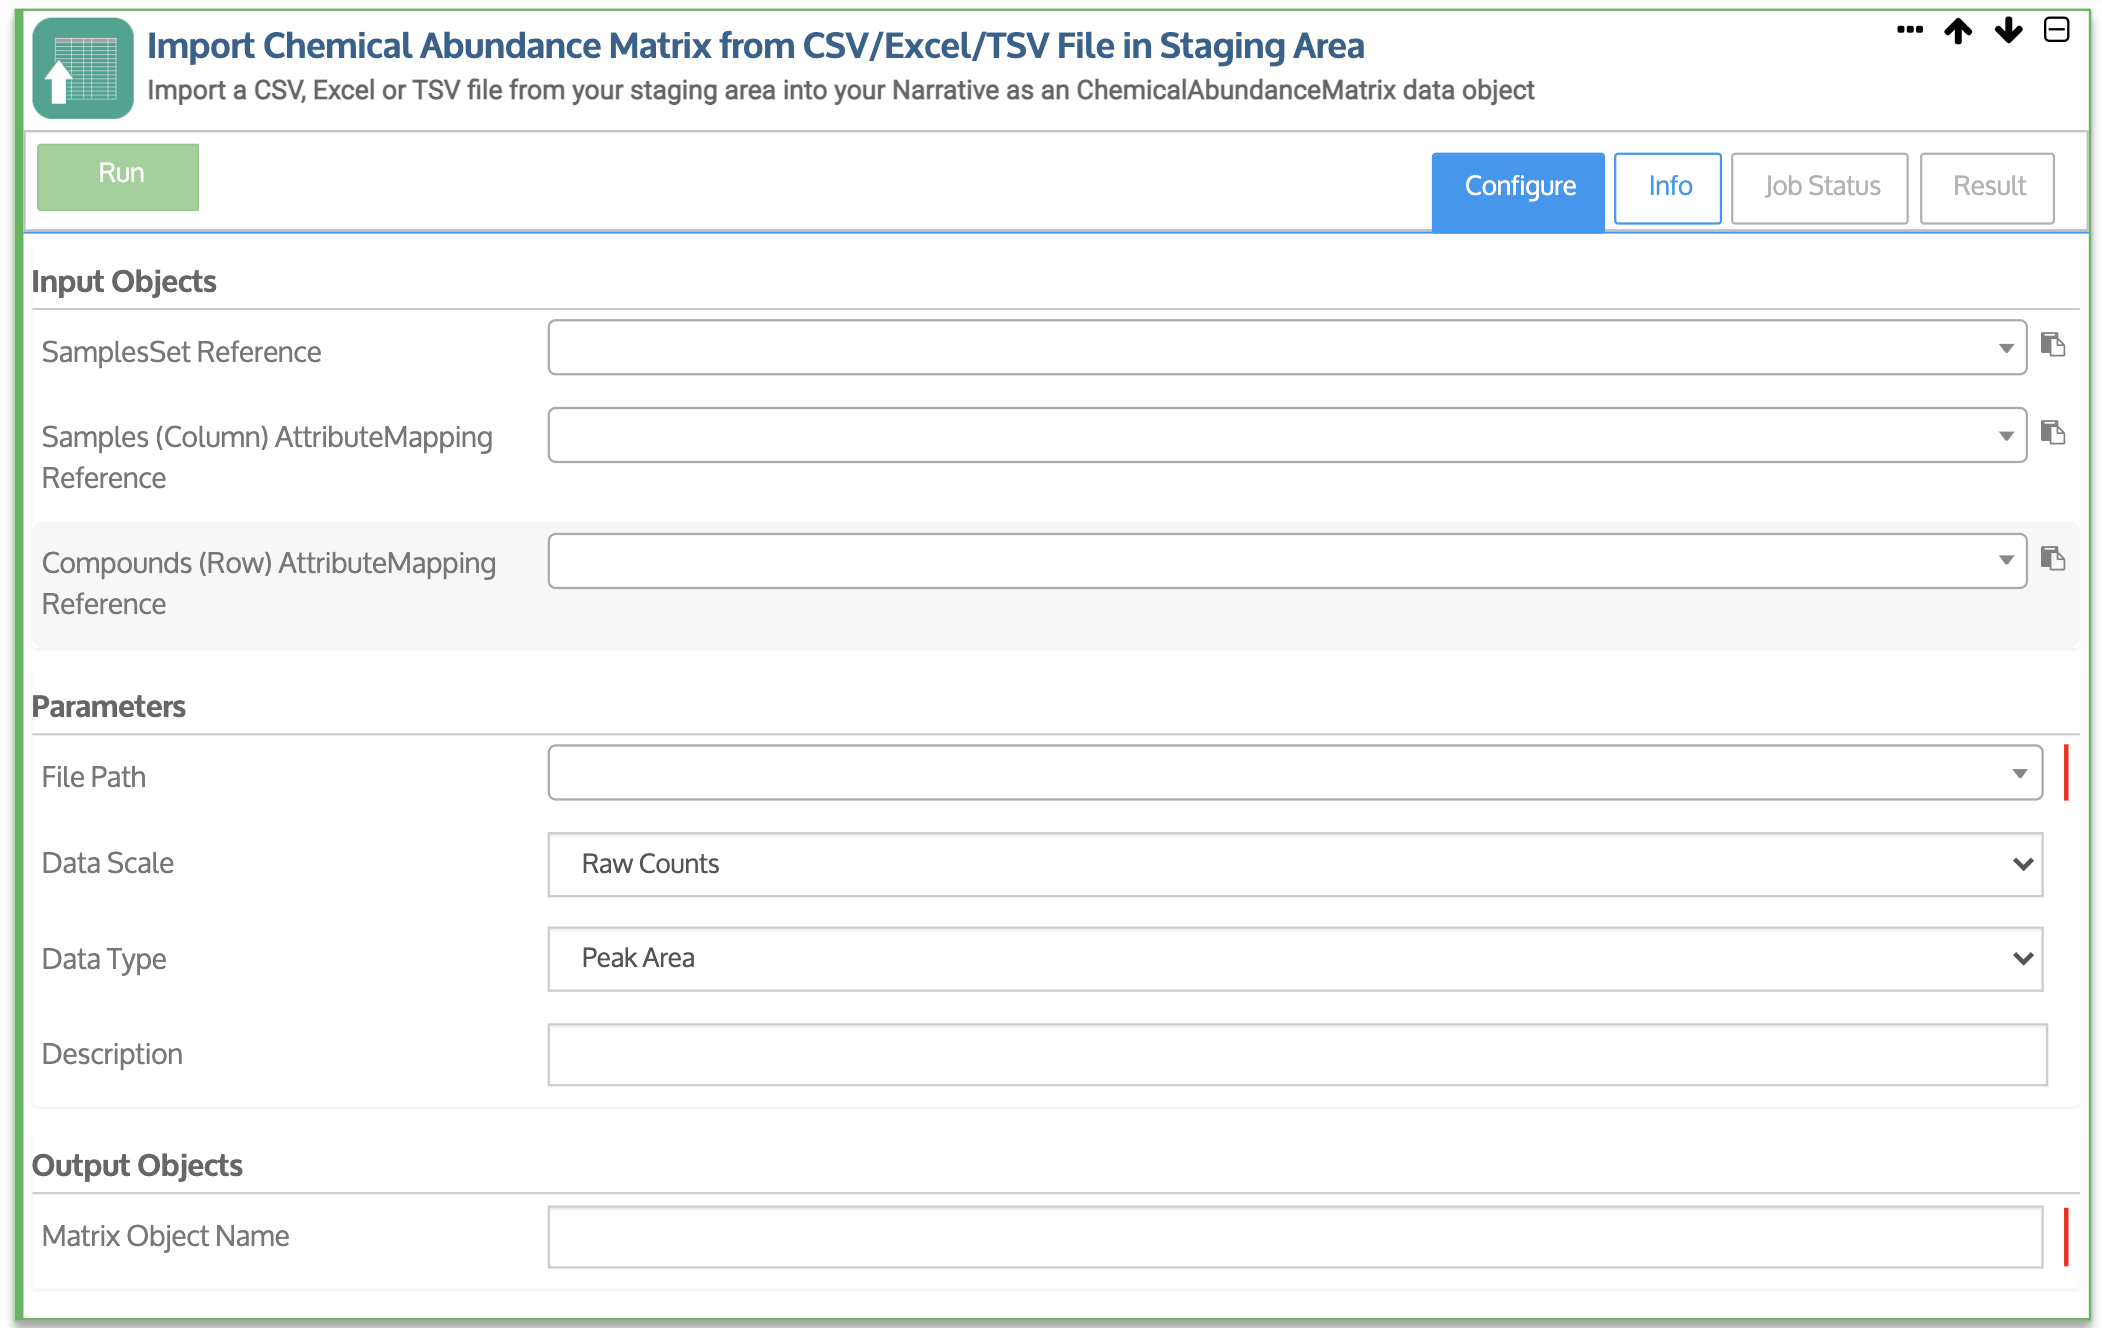 Import Chemical Abundance Matrix from CSV/Excel/TSV File in Staging Area
Import a CSV, Excel or TSV file from your staging area into your Narrative as an ChemicalAbundanceMatrix data object
Run
Configure
Info
Job Status
Result
Input Objects
SamplesSet Reference
Samples (Column) AttributeMapping
Reference
Compounds (Row) AttributeMapping
Reference
Parameters
File Path
Data Scale
Raw Counts
Data Type
Peak Area
Description
Output Objects
Matrix Object Name